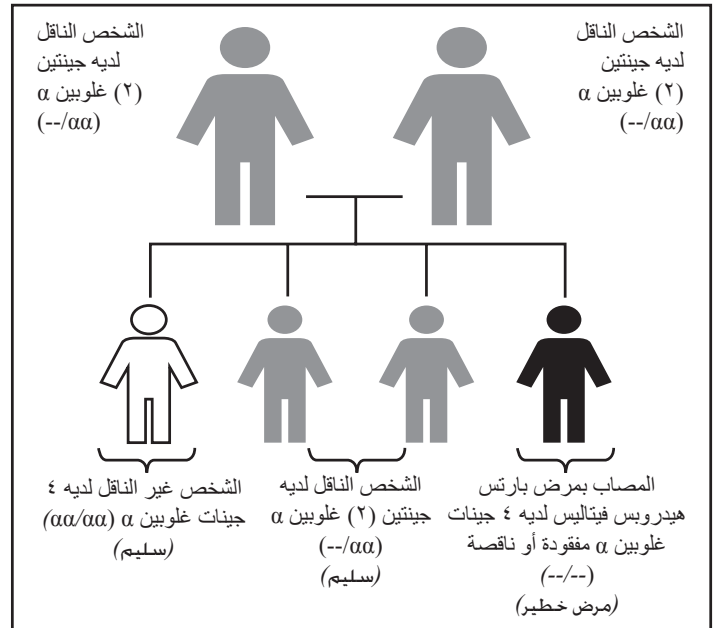 الشخص الناقل
لديه جينتين
(٢) غلوبين α
(--/αα)
الشخص الناقل
لديه جينتين
(٢) غلوبين α
(--/αα)
المصاب بمرض بارتس
هيدروبس فيتاليس لديه ٤ جينات
غلوبين α مفقودة أو ناقصة
(--/--)
(مرض خطير)
الشخص الناقل لديه
جينتين (٢) غلوبين α
(--/αα)
(سليم)
الشخص غير الناقل لديه ٤
جينات غلوبين α (αα/αα)
(سليم)